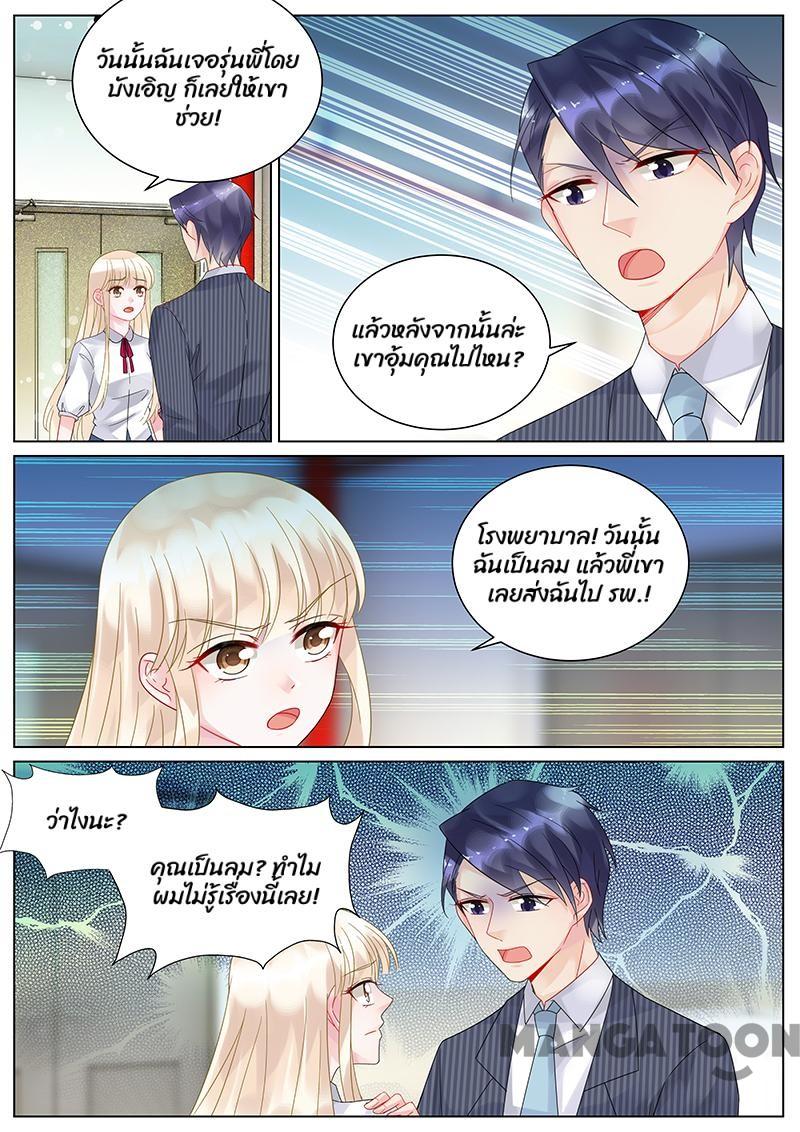 วันนั้นฉันเจอรุ่นพี่โดย
บังเอิญ ก็เลยให้เขา
ช่วย!
แล้วหลังจากนั้นล่ะ
เขาอุ้มคุณไปไหน?
โรงพยาบาล! วันนั้น
ฉันเป็นลม แล้วพี่เขา
เลยส่งฉันไป รพ.!
ว่าไงนะ?
คุณเป็นลม? ทำไม
ผมไม่รู้เรื่องนี้เลย!
MANGATOON